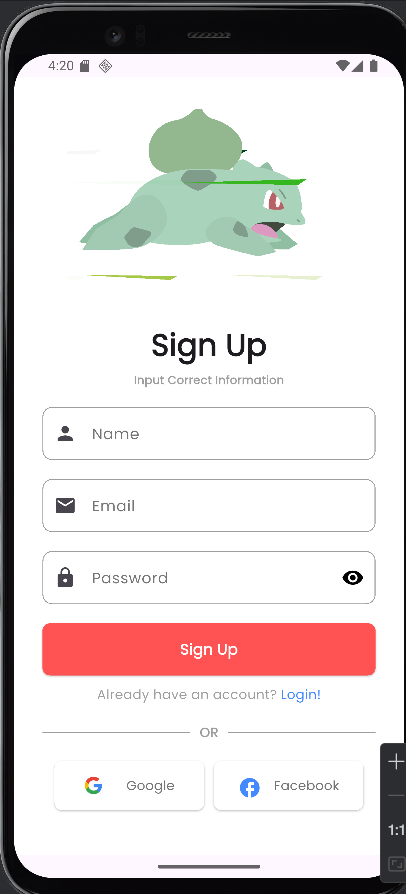 4:20
Sign Up
Input Correct Information
Name
Email
Password
Sign Up
Already have an account? Login!
OR
Google
Facebook
1:1